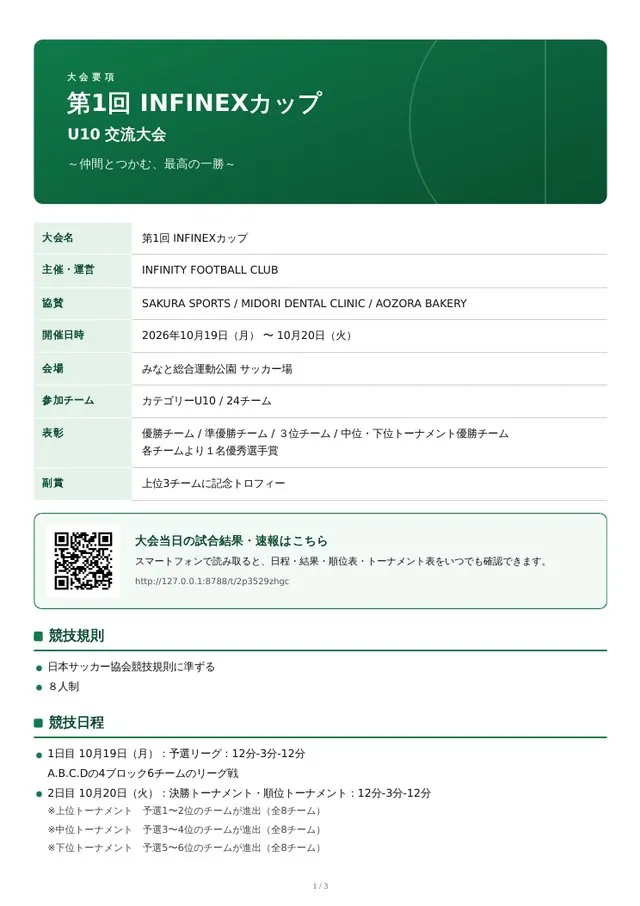 大会要項
第1回 INFINEXカップ
U10 交流大会
～仲間とつかむ、最高の一勝～
大会名 第1回 INFINEXカップ
主催・運営 INFINITY FOOTBALL CLUB
協賛 SAKURA SPORTS / MIDORI DENTAL CLINIC / AOZORA BAKERY
開催日時 2026年10月19日（月） 〜 10月20日（火）
会場 みなと総合運動公園 サッカー場
参加チーム カテゴリーU10 / 24チーム
表彰 優勝チーム / 準優勝チーム / ３位チーム / 中位・下位トーナメント優勝チーム
各チームより１名優秀選手賞
副賞 上位3チームに記念トロフィー
大会当日の試合結果・速報はこちら
スマートフォンで読み取ると、日程・結果・順位表・トーナメント表をいつでも確認できます。
http://127.0.0.1:8788/t/2p3529zhgc
競技規則
日本サッカー協会競技規則に準ずる
８人制
競技日程
1日目 10月19日（月）：予選リーグ：12分-3分-12分
A.B.C.Dの4ブロック6チームのリーグ戦
2日目 10月20日（火）：決勝トーナメント・順位トーナメント：12分-3分-12分
※上位トーナメント　予選1〜2位のチームが進出（全8チーム）
※中位トーナメント　予選3〜4位のチームが進出（全8チーム）
※下位トーナメント　予選5〜6位のチームが進出（全8チーム）
1 / 3